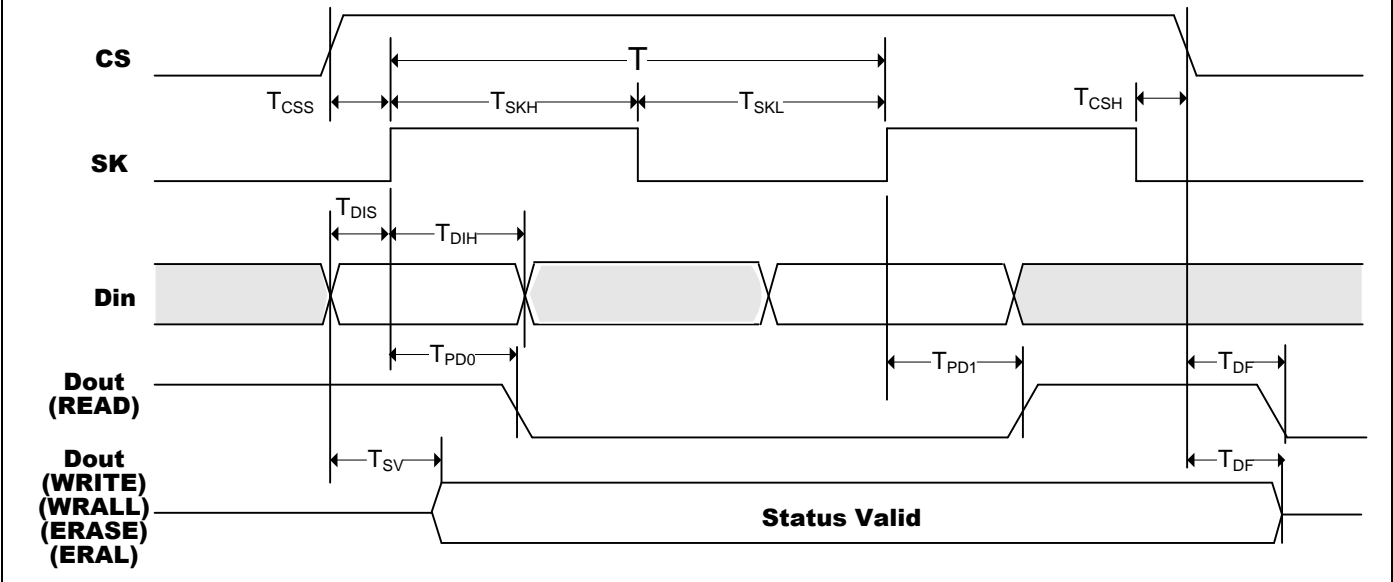 CS
T
TCSS
TSKH
TSKL
TCSH
SK
TDIS
TDIH
Din
TPD0
TPD1
TDF
Dout
(READ)
Dout
(WRITE)
(WRALL)
(ERASE)
(ERAL)
TSV
TDF
Status Valid